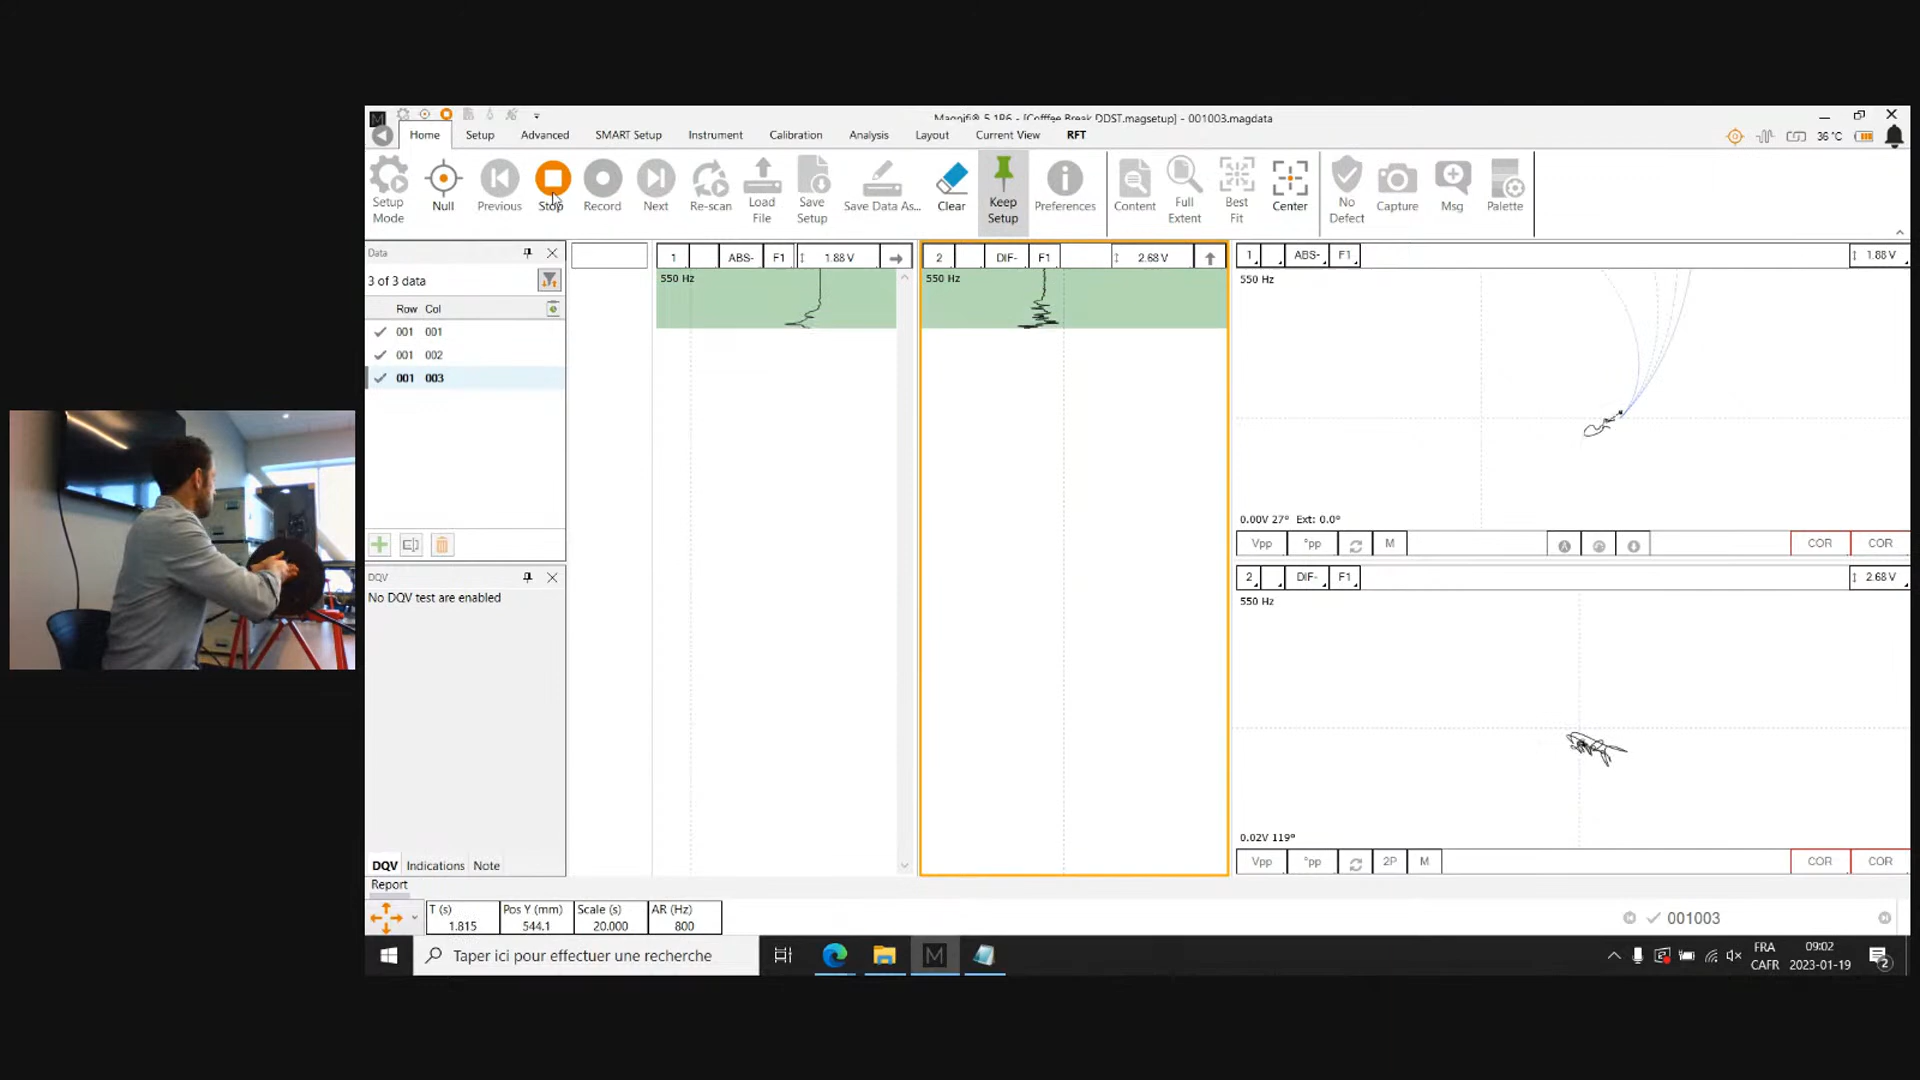 Magnifi® 5.1R6 - [Cofffee Break DDST.magsetup] - 001003.magdata
Home Setup Advanced SMART Setup Instrument Calibration Analysis Layout Current View RFT
36 °C
Setup Mode
Null
Previous
Stop
Record
Next
Re-scan
Load File
Save Setup
Save Data As...
Clear
Keep Setup
Preferences
Content
Full Extent
Best Fit
Center
No Defect
Capture
Msg
Palette
Data
3 of 3 data
Row Col
001 001
001 002
001 003
DQV
No DQV test are enabled
DQV Indications Note
1 ABS- F1 1.88 V
550 Hz
2 DIF- F1 2.68 V
550 Hz
1 ABS- F1 1.88 V
550 Hz
0.00V 27° Ext: 0.0°
Vpp °pp M A COR COR
2 DIF- F1 2.68 V
550 Hz
0.02V 119°
Vpp °pp 2P M COR COR
Report
T (s) Pos Y (mm) Scale (s) AR (Hz)
1.815 544.1 20.000 800
001003
Taper ici pour effectuer une recherche
M
FRA
CAFR
09:02
2023-01-19
2